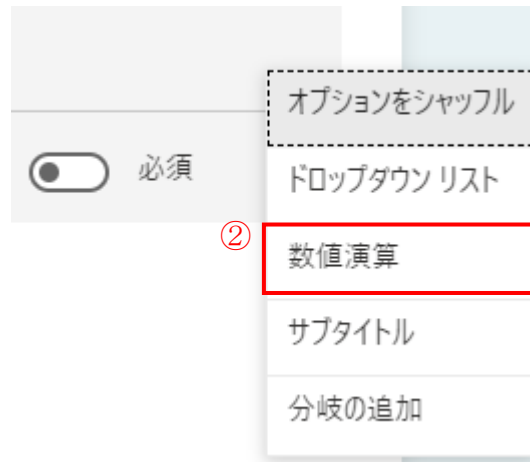 オプションをシャッフル
必須
ドロップダウン リスト
②
数値演算
サブタイトル
分岐の追加